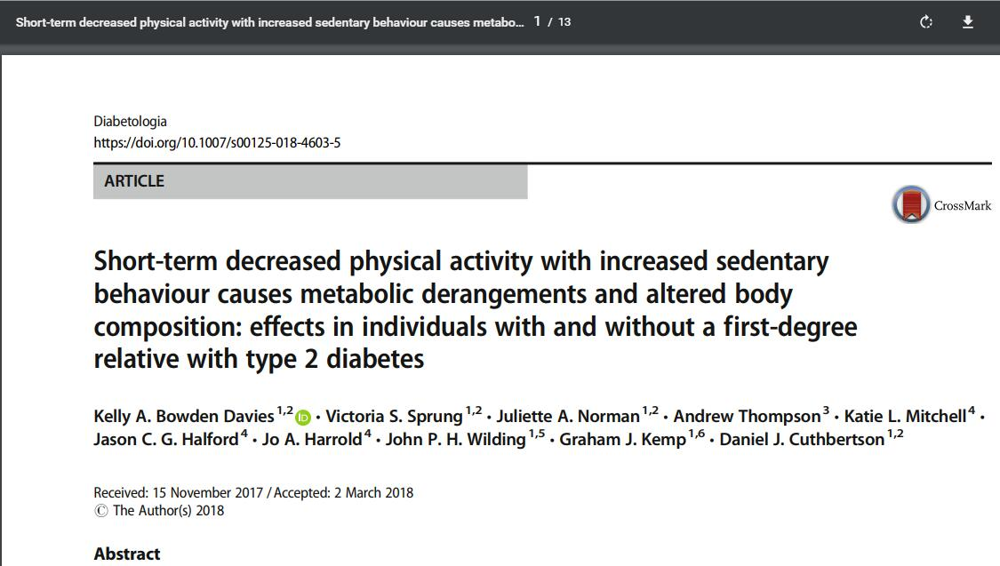 Short-term decreased physical activity with increased sedentary behaviour causes metabo... 1 / 13
Diabetologia
https://doi.org/10.1007/s00125-018-4603-5
ARTICLE
CrossMark
Short-term decreased physical activity with increased sedentary
behaviour causes metabolic derangements and altered body
composition: effects in individuals with and without a first-degree
relative with type 2 diabetes
Kelly A. Bowden Davies 1,2 iD · Victoria S. Sprung 1,2 · Juliette A. Norman 1,2 · Andrew Thompson 3 · Katie L. Mitchell 4 ·
Jason C. G. Halford 4 · Jo A. Harrold 4 · John P. H. Wilding 1,5 · Graham J. Kemp 1,6 · Daniel J. Cuthbertson 1,2
Received: 15 November 2017 / Accepted: 2 March 2018
© The Author(s) 2018
Abstract